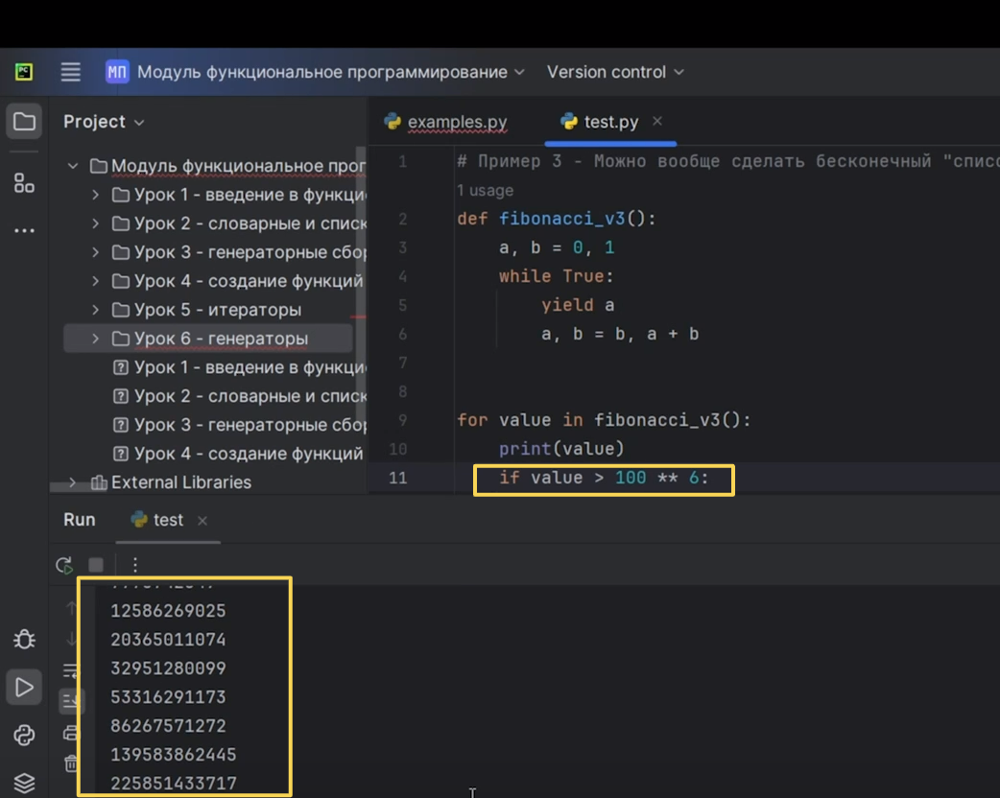 PC
МП Модуль функциональное программирование Version control
Project
Модуль функциональное прог
Урок 1 - введение в функци
Урок 2 - словарные и списк
Урок 3 - генераторные сбор
Урок 4 - создание функций
Урок 5 - итераторы
Урок 6 - генераторы
Урок 1 - введение в функци
Урок 2 - словарные и списк
Урок 3 - генераторные сбор
Урок 4 - создание функций
External Libraries
examples.py test.py
1 # Пример 3 - Можно вообще сделать бесконечный "списо
1 usage
2 def fibonacci_v3():
3 a, b = 0, 1
4 while True:
5 yield a
6 a, b = b, a + b
7
8
9 for value in fibonacci_v3():
10 print(value)
11 if value > 100 ** 6:
Run test
12586269025
20365011074
32951280099
53316291173
86267571272
139583862445
225851433717